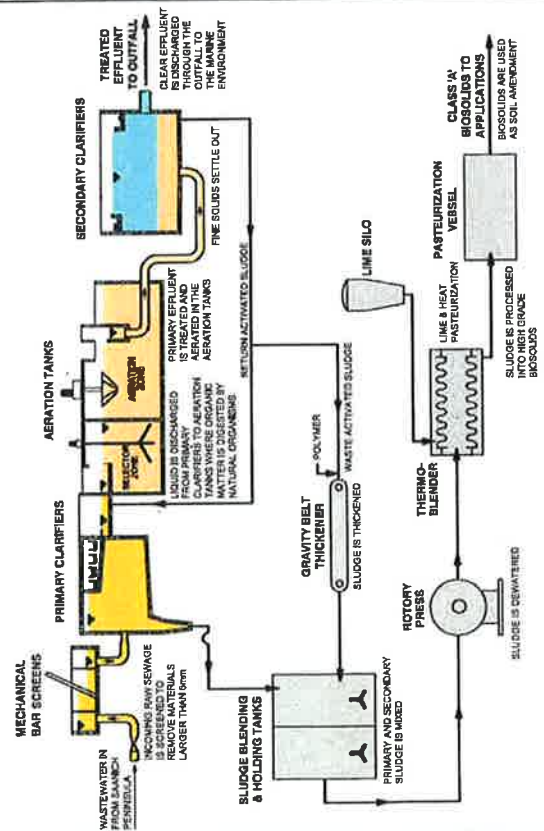 WASTEWATER IN
FROM SAANICH
PENINSULA
MECHANICAL
BAR SCREENS
INCOMING RAW SEWAGE
IS SCREENED TO
REMOVE MATERIALS
LARGER THAN 6mm
PRIMARY CLARIFIERS
AERATION TANKS
SELECTOR
ZONE
AERATION
ZONE
LIQUID IS DISCHARGED
FROM PRIMARY
CLARIFIERS TO AERATION
TANKS WHERE ORGANIC
MATTER IS DIGESTED BY
NATURAL ORGANISMS.
PRIMARY EFFLUENT
IS TREATED AND
AERATED IN THE
AERATION TANKS
SECONDARY CLARIFIERS
FINE SOLIDS SETTLE OUT
TREATED
EFFLUENT
TO OUTFALL
CLEAR EFFLUENT
IS DISCHARGED
THROUGH THE
OUTFALL TO
THE MARINE
ENVIRONMENT
RETURN ACTIVATED SLUDGE
WASTE ACTIVATED SLUDGE
POLYMER
GRAVITY BELT
THICKENER
SLUDGE IS THICKENED
SLUDGE BLENDING
& HOLDING TANKS
PRIMARY AND SECONDARY
SLUDGE IS MIXED
ROTORY
PRESS
SLUDGE IS DEWATERED
THERMO-
BLENDER
LIME & HEAT
PASTEURIZATION
LIME SILO
SLUDGE IS PROCESSED
INTO HIGH GRADE
BIOSOLIDS
PASTEURIZATION
VESSEL
CLASS 'A'
BIOSOLIDS TO
APPLICATIONS
BIOSOLIDS ARE USED
AS SOIL AMENDMENT